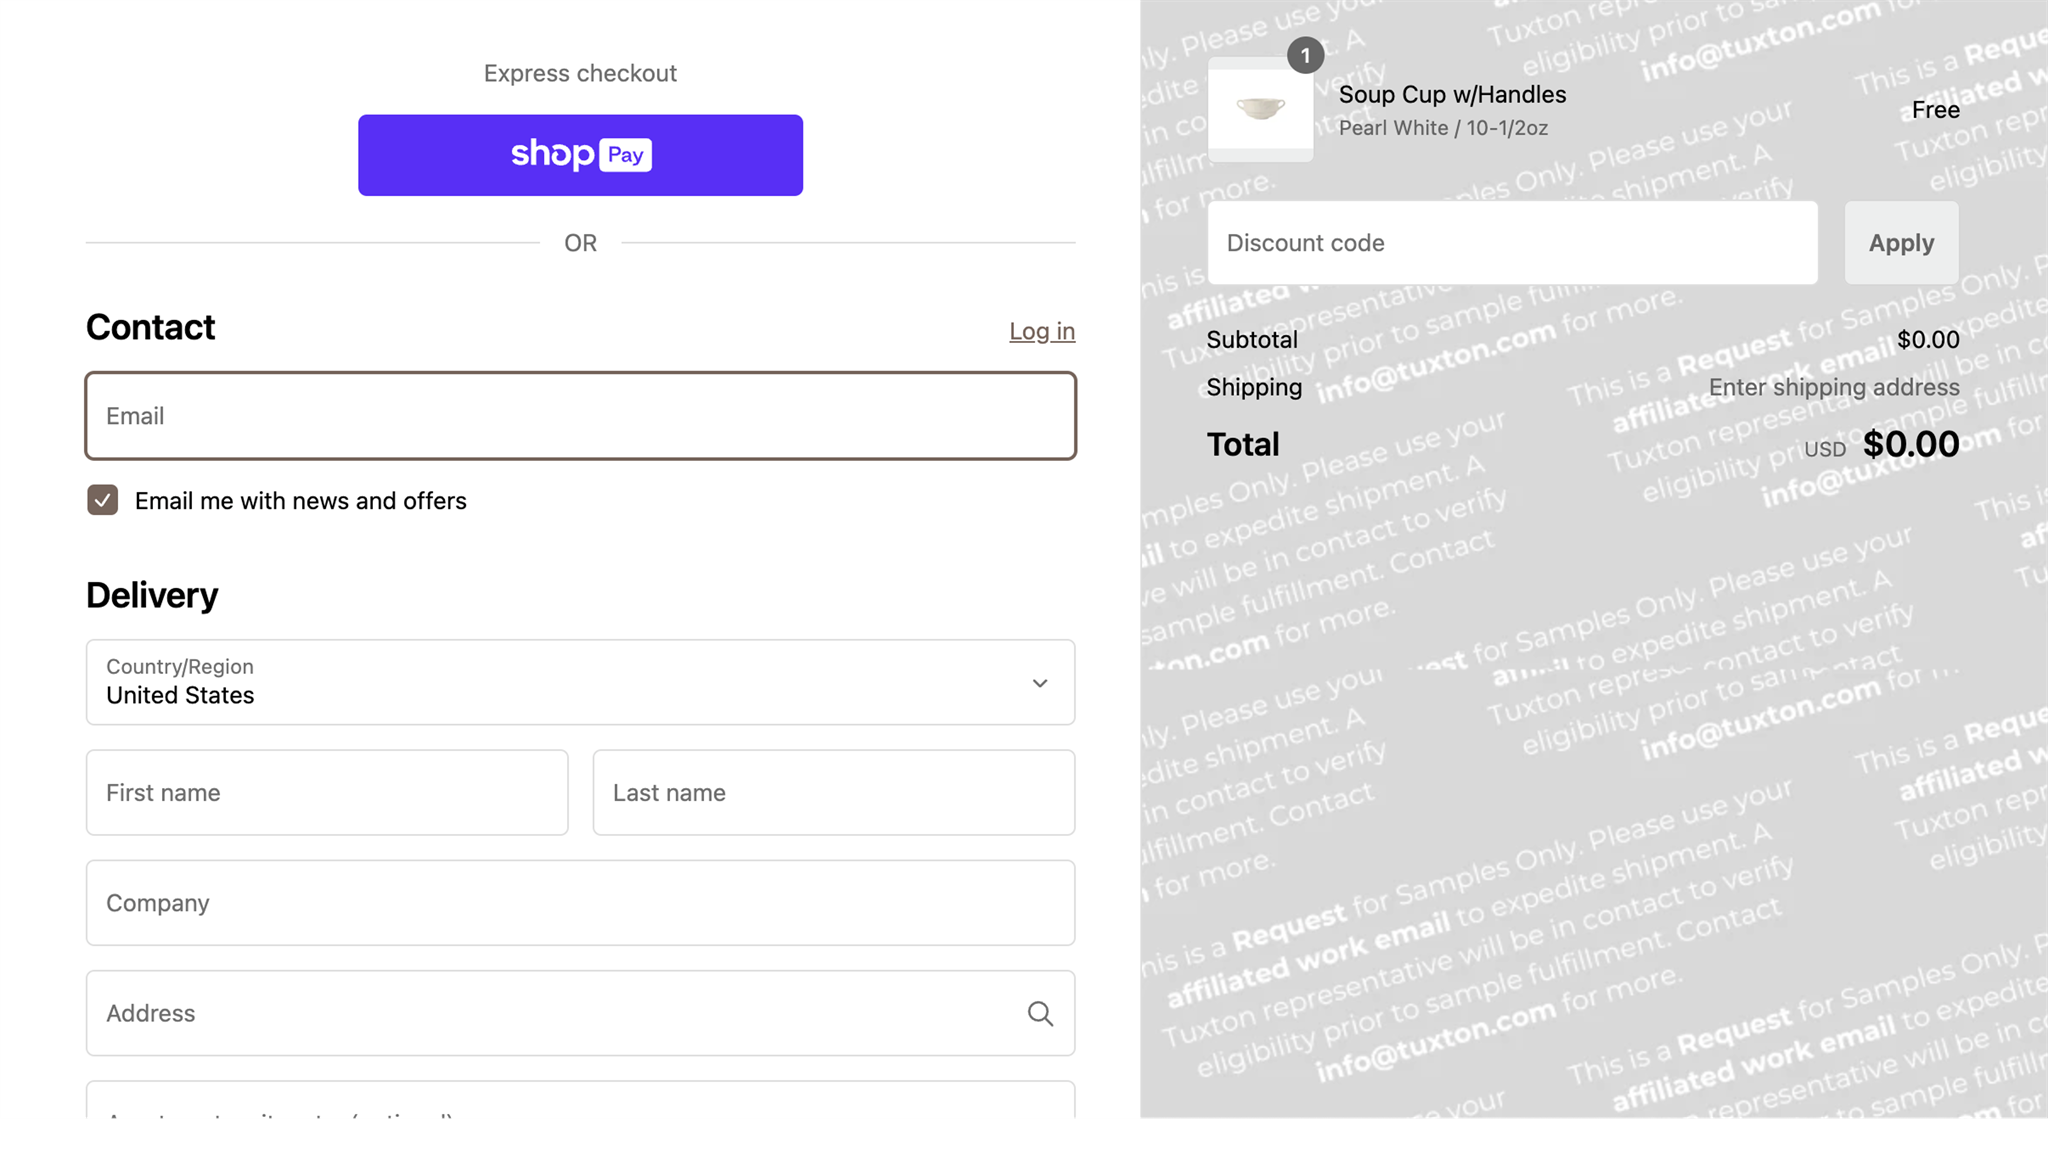 Express checkout
shop Pay
OR
Contact
Log in
Email
Email me with news and offers
Delivery
Country/Region
United States
First name
Last name
Company
Address
1
Soup Cup w/Handles
Pearl White / 10-1/2oz
Free
Discount code
Apply
Subtotal
$0.00
Shipping
Enter shipping address
Total
USD $0.00
This is a Request for Samples Only. Please use your
affiliated work email to expedite shipment. A
Tuxton representative will be in contact to verify
eligibility prior to sample fulfillment. Contact
info@tuxton.com for more.